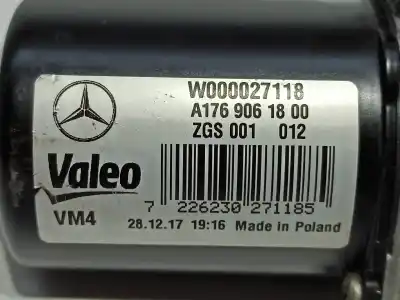 W000027118
A176 906 18 00
ZGS 001 012
Valeo
VM4
7 226230 271185
28.12.17 19:16 Made in Poland